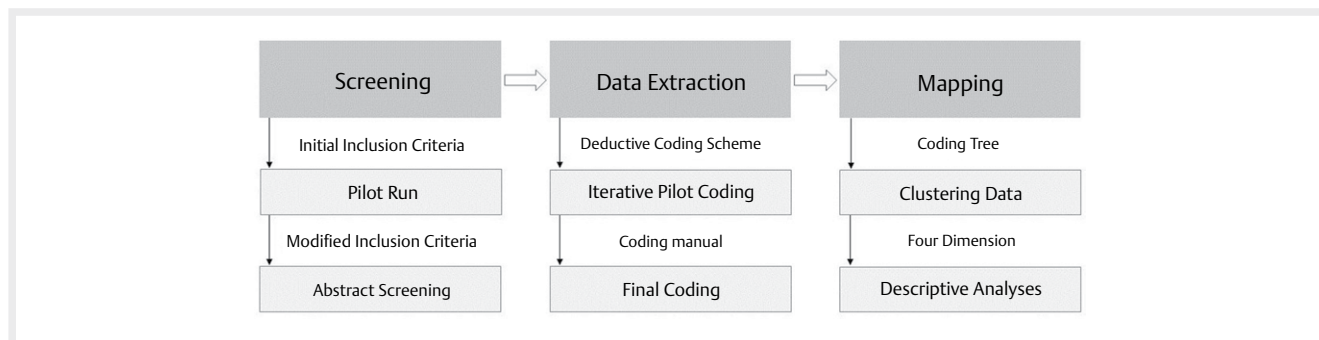 Screening
Initial Inclusion Criteria
Pilot Run
Modified Inclusion Criteria
Abstract Screening
Data Extraction
Deductive Coding Scheme
Iterative Pilot Coding
Coding manual
Final Coding
Mapping
Coding Tree
Clustering Data
Four Dimension
Descriptive Analyses